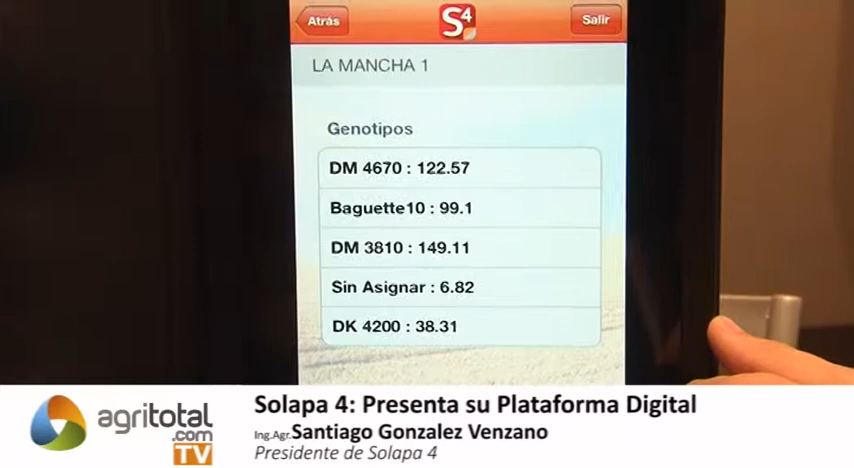 Atrás
S4
Salir
LA MANCHA 1
Genotipos
DM 4670 : 122.57
Baguette10 : 99.1
DM 3810 : 149.11
Sin Asignar : 6.82
DK 4200 : 38.31
agritotal
.com
TV
Solapa 4: Presenta su Plataforma Digital
Ing.Agr.Santiago Gonzalez Venzano
Presidente de Solapa 4